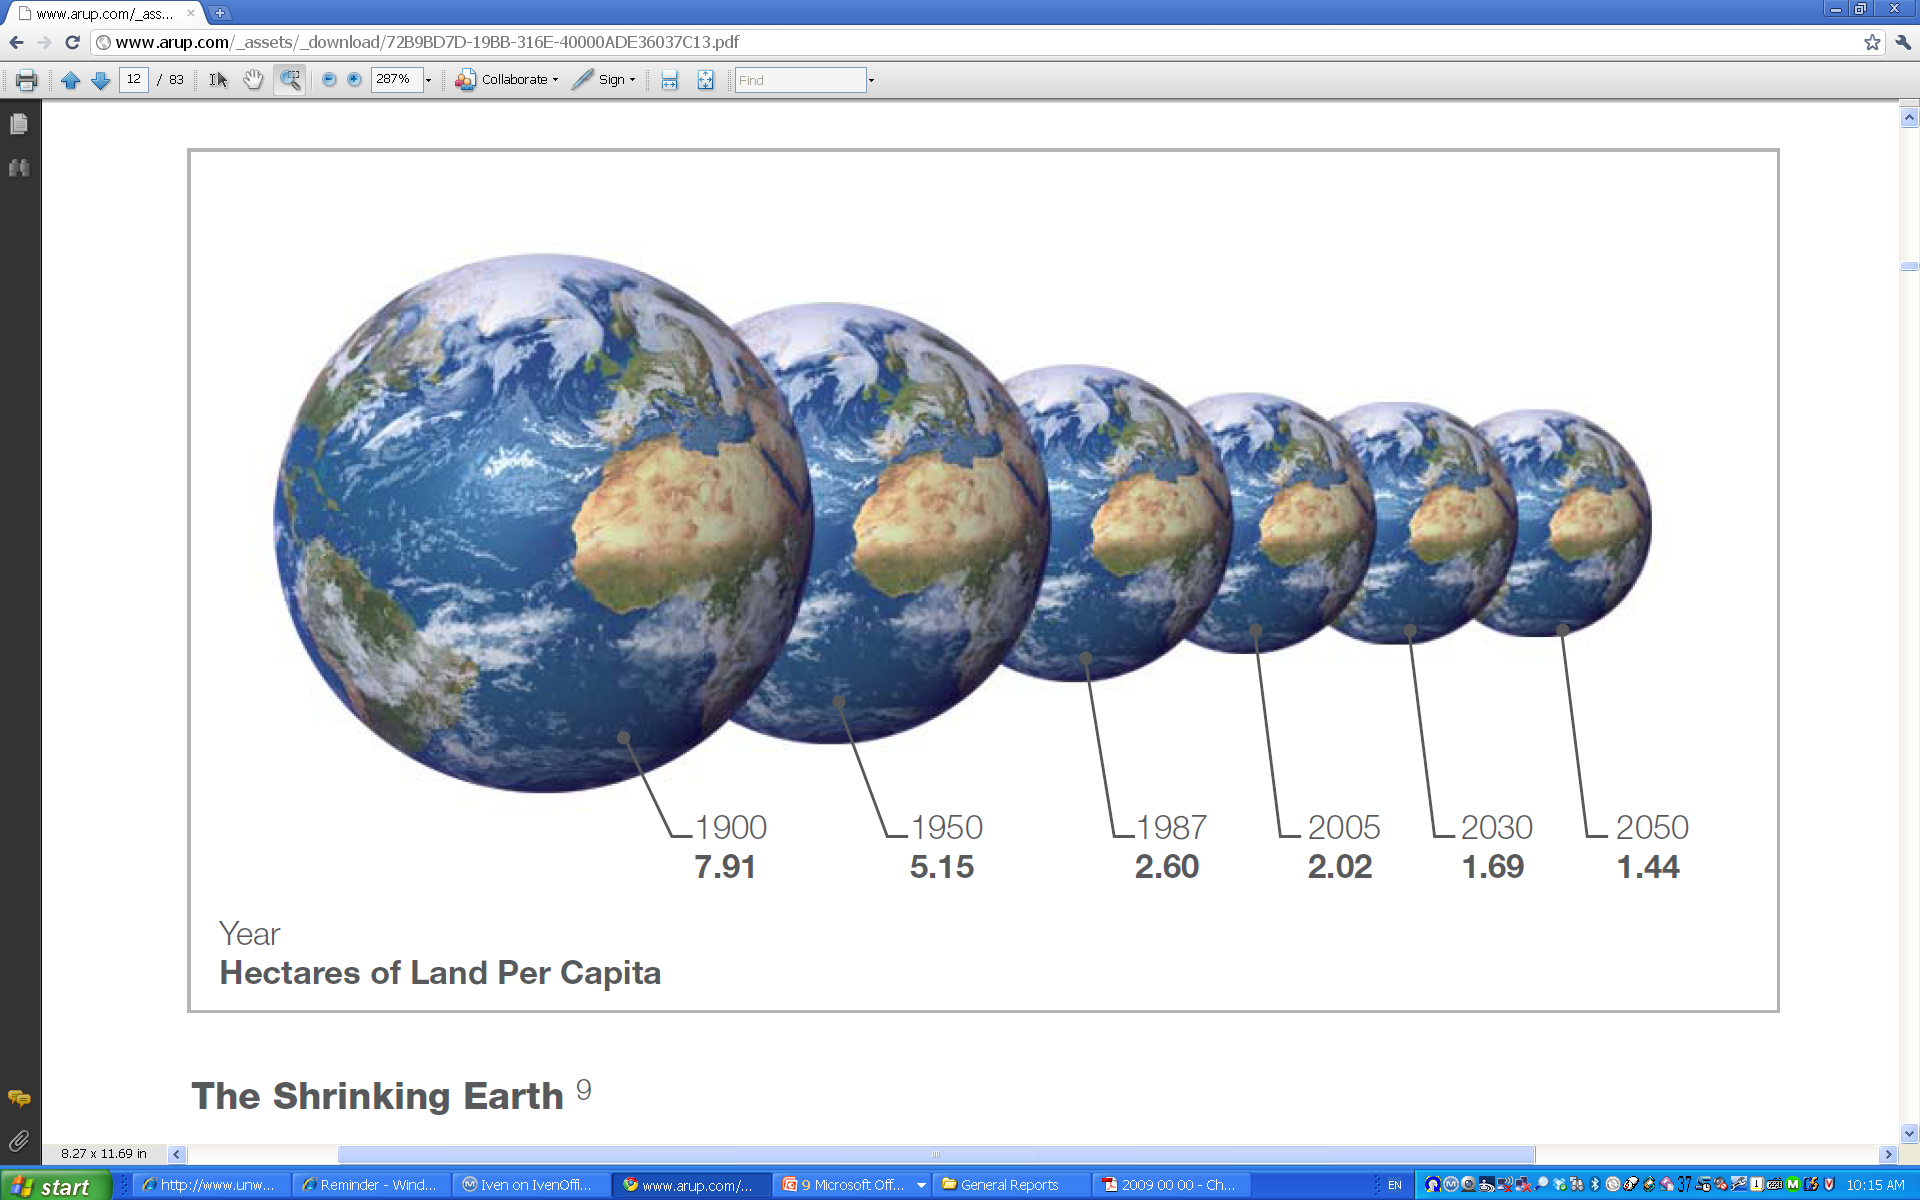 www.arup.com/_ass...
www.arup.com/_assets/_download/72B9BD7D-19BB-316E-40000ADE36037C13.pdf
12 / 83 287% Collaborate Sign Find
1900 1950 1987 2005 2030 2050
7.91 5.15 2.60 2.02 1.69 1.44
Year
Hectares of Land Per Capita
The Shrinking Earth 9
8.27 x 11.69 in
start http://www.unw... Reminder - Wind... Iven on IvenOffi... www.arup.com/... 9 Microsoft Off... General Reports 2009 00 00 - Ch... EN 37 10:15 AM